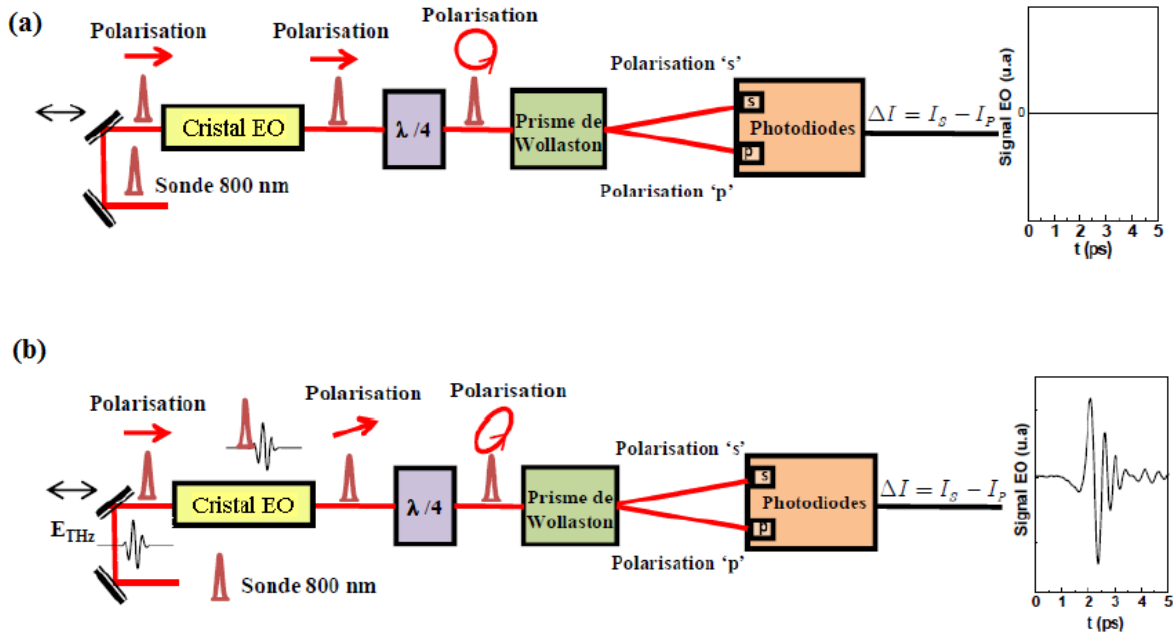 (a)
Polarisation
Polarisation
Polarisation
Polarisation 's'
Cristal EO
λ /4
Prisme de
Wollaston
s
p
Photodiodes
ΔI = I_S − I_P
Sonde 800 nm
Polarisation 'p'
Signal EO (u.a)
0
0 1 2 3 4 5
t (ps)
(b)
Polarisation
Polarisation
Polarisation
Polarisation 's'
Cristal EO
λ /4
Prisme de
Wollaston
s
p
Photodiodes
ΔI = I_S − I_P
E_THz
Sonde 800 nm
Polarisation 'p'
Signal EO (u.a)
0 1 2 3 4 5
t (ps)